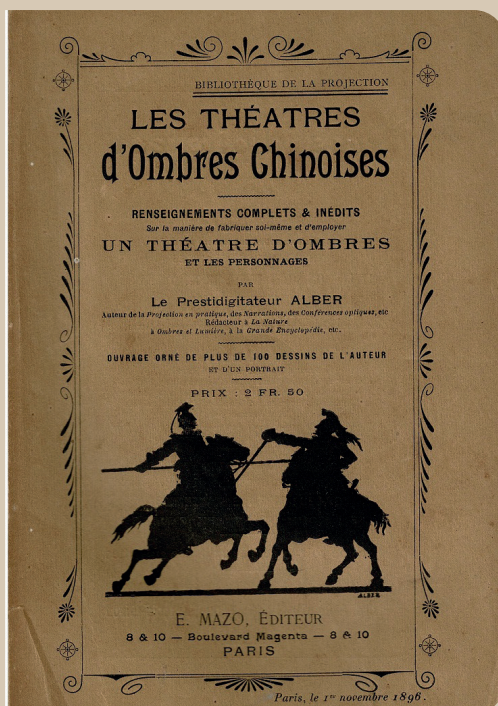 BIBLIOTHÈQUE DE LA PROJECTION
LES THÉATRES
d'Ombres Chinoises
RENSEIGNEMENTS COMPLETS & INÉDITS
Sur la manière de fabriquer soi-même et d'employer
UN THÉATRE D'OMBRES
ET LES PERSONNAGES
PAR
Le Prestidigitateur ALBER
Auteur de la Projection en pratique, des Narrations, des Conférences optiques, etc
Rédacteur à La Nature
à Ombres et Lumière, à la Grande Encyclopédie, etc.
OUVRAGE ORNÉ DE PLUS DE 100 DESSINS DE L'AUTEUR
ET D'UN PORTRAIT
PRIX : 2 FR. 50
ALBER
E. MAZO, ÉDITEUR
8 & 10 — Boulevard Magenta — 8 & 10
PARIS
Paris, le 1er novembre 1896.